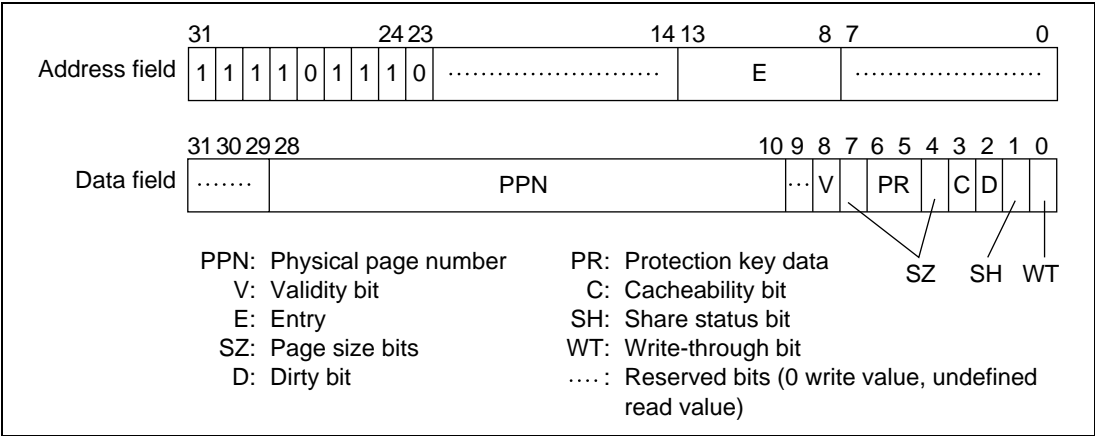 31 24 23 14 13 8 7 0
Address field 1 1 1 1 0 1 1 1 0 ........................ E .....................
31 30 29 28 10 9 8 7 6 5 4 3 2 1 0
Data field ....... PPN ... V PR C D
SZ SH WT
PPN: Physical page number PR: Protection key data
V: Validity bit C: Cacheability bit
E: Entry SH: Share status bit
SZ: Page size bits WT: Write-through bit
D: Dirty bit ....: Reserved bits (0 write value, undefined
read value)